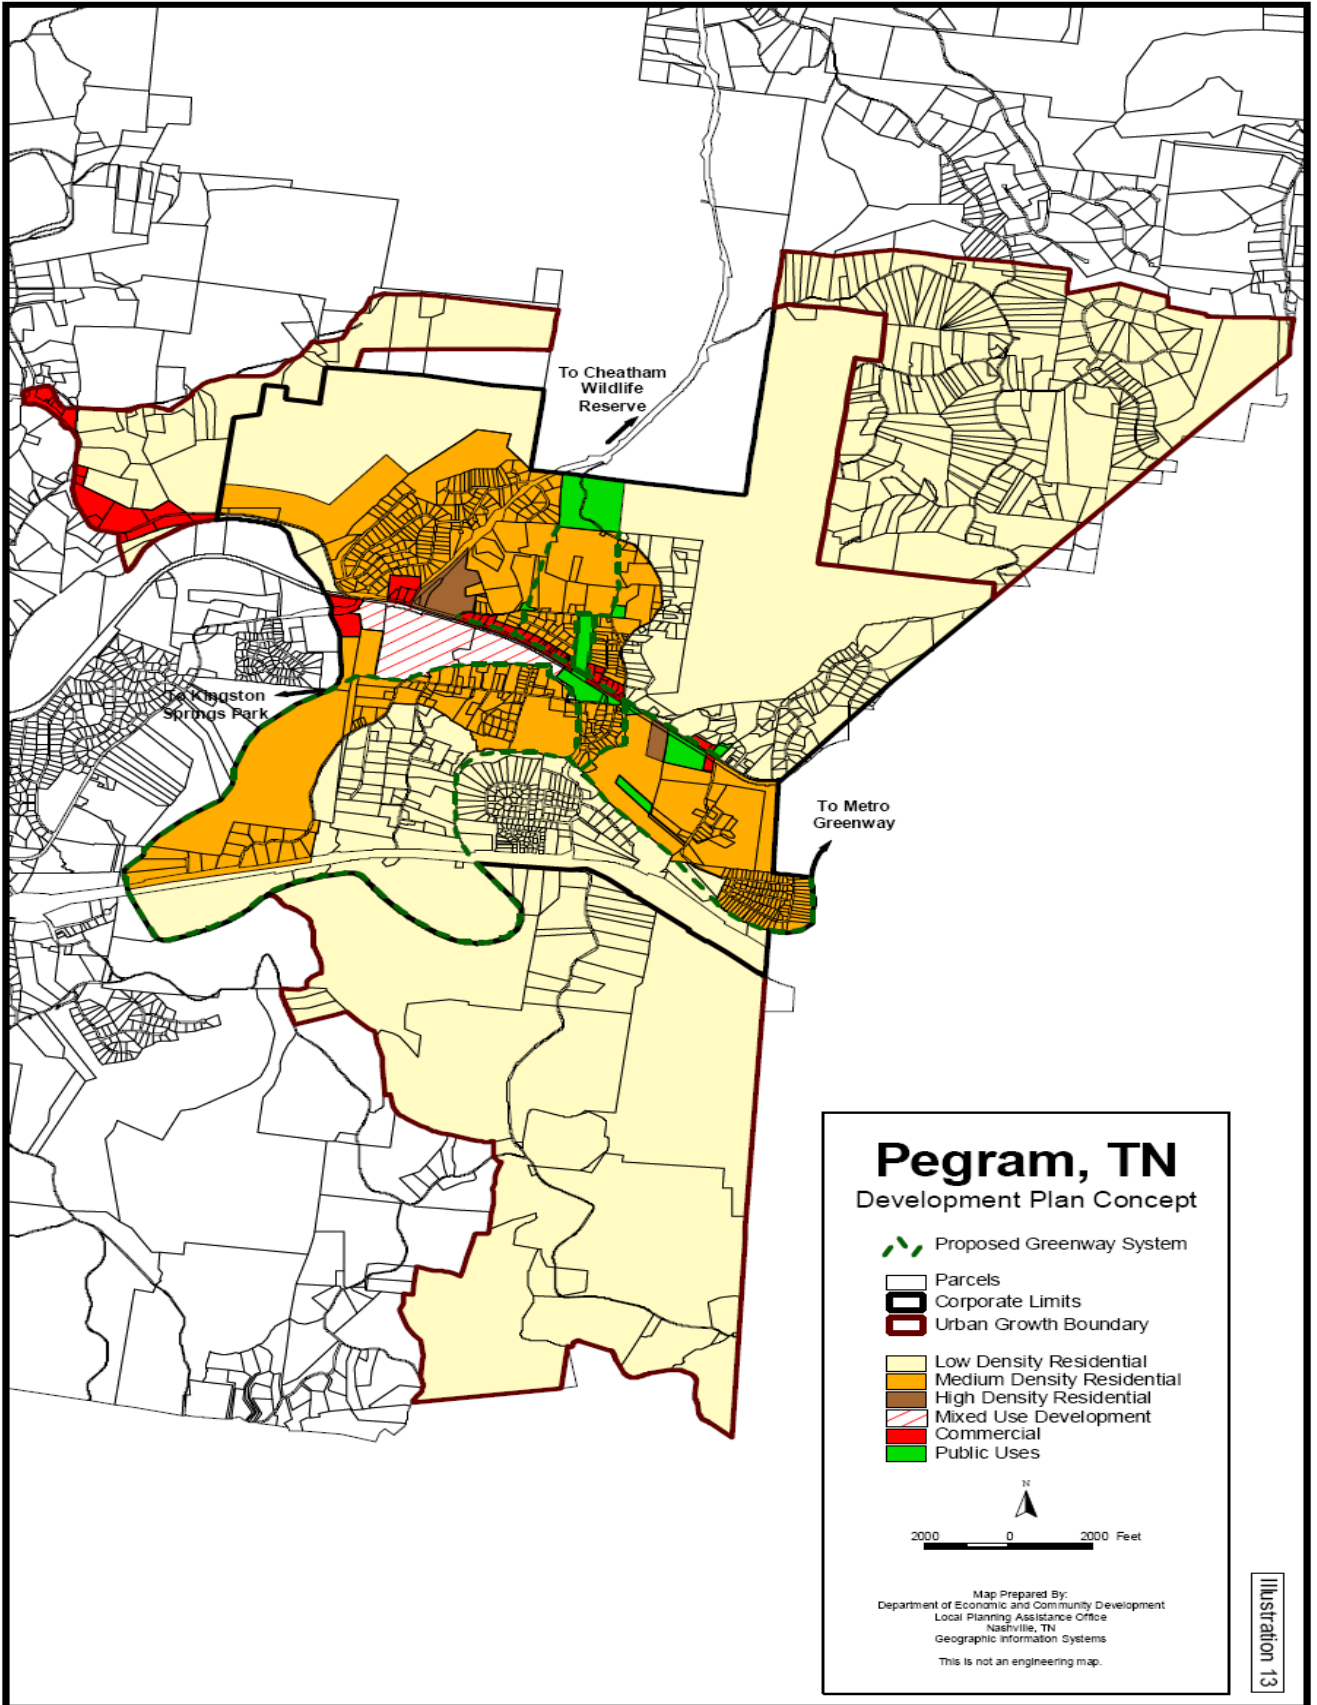 To Cheatham
Wildlife
Reserve
To Kingston
Springs Park
To Metro
Greenway
Pegram, TN
Development Plan Concept
Proposed Greenway System
Parcels
Corporate Limits
Urban Growth Boundary
Low Density Residential
Medium Density Residential
High Density Residential
Mixed Use Development
Commercial
Public Uses
N
2000 0 2000 Feet
Map Prepared By:
Department of Economic and Community Development
Local Planning Assistance Office
Nashville, TN
Geographic Information Systems
This is not an engineering map.
Illustration 13